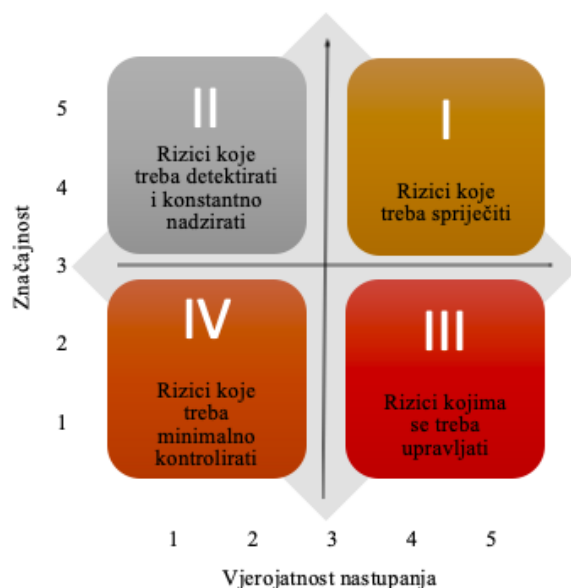 II
Rizici koje
treba detektirati
i konstantno
nadzirati
I
Rizici koje
treba spriječiti
IV
Rizici koje
treba
minimalno
kontrolirati
III
Rizici kojima
se treba
upravljati
Značajnost
5
4
3
2
1
1 2 3 4 5
Vjerojatnost nastupanja